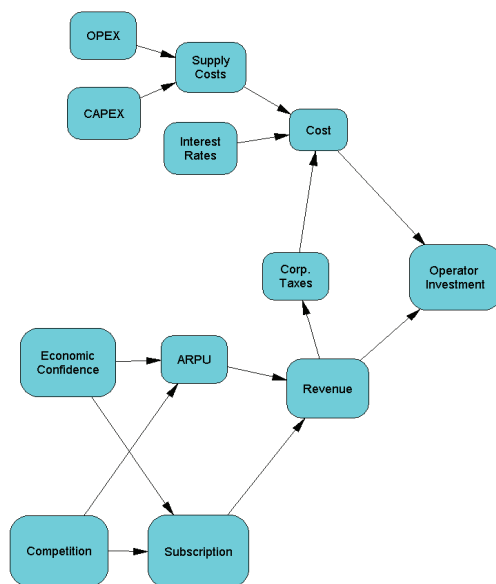 OPEX
Supply
Costs
CAPEX
Interest
Rates
Cost
Corp.
Taxes
Operator
Investment
Economic
Confidence
ARPU
Revenue
Competition
Subscription